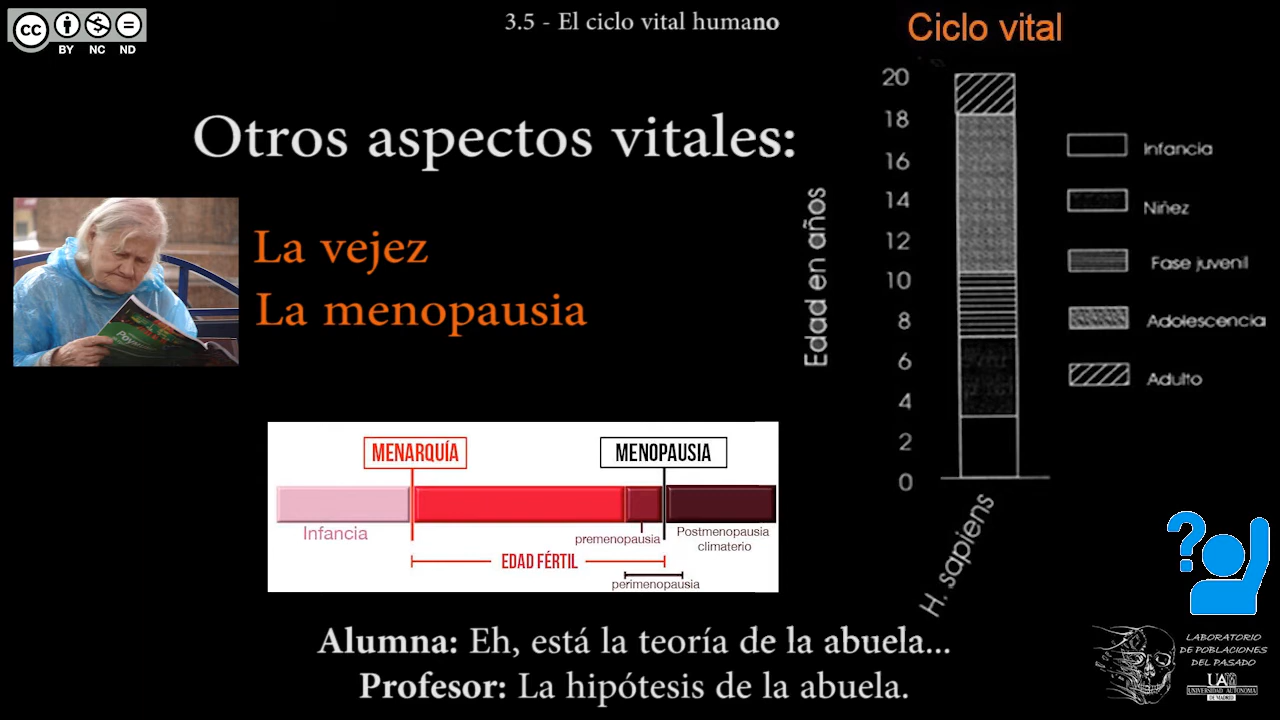 cc
BY NC ND
3.5 - El ciclo vital humano
Ciclo vital
Otros aspectos vitales:
La vejez
La menopausia
Edad en años
20
18
16
14
12
10
8
6
4
2
0
H. sapiens
Infancia
Niñez
Fase juvenil
Adolescencia
Adulto
MENARQUÍA
MENOPAUSIA
Infancia
premenopausia
Postmenopausia
climaterio
EDAD FÉRTIL
perimenopausia
Alumna: Eh, está la teoría de la abuela...
Profesor: La hipótesis de la abuela.
LABORATORIO
DE POBLACIONES
DEL PASADO
UAM
UNIVERSIDAD AUTÓNOMA
DE MADRID